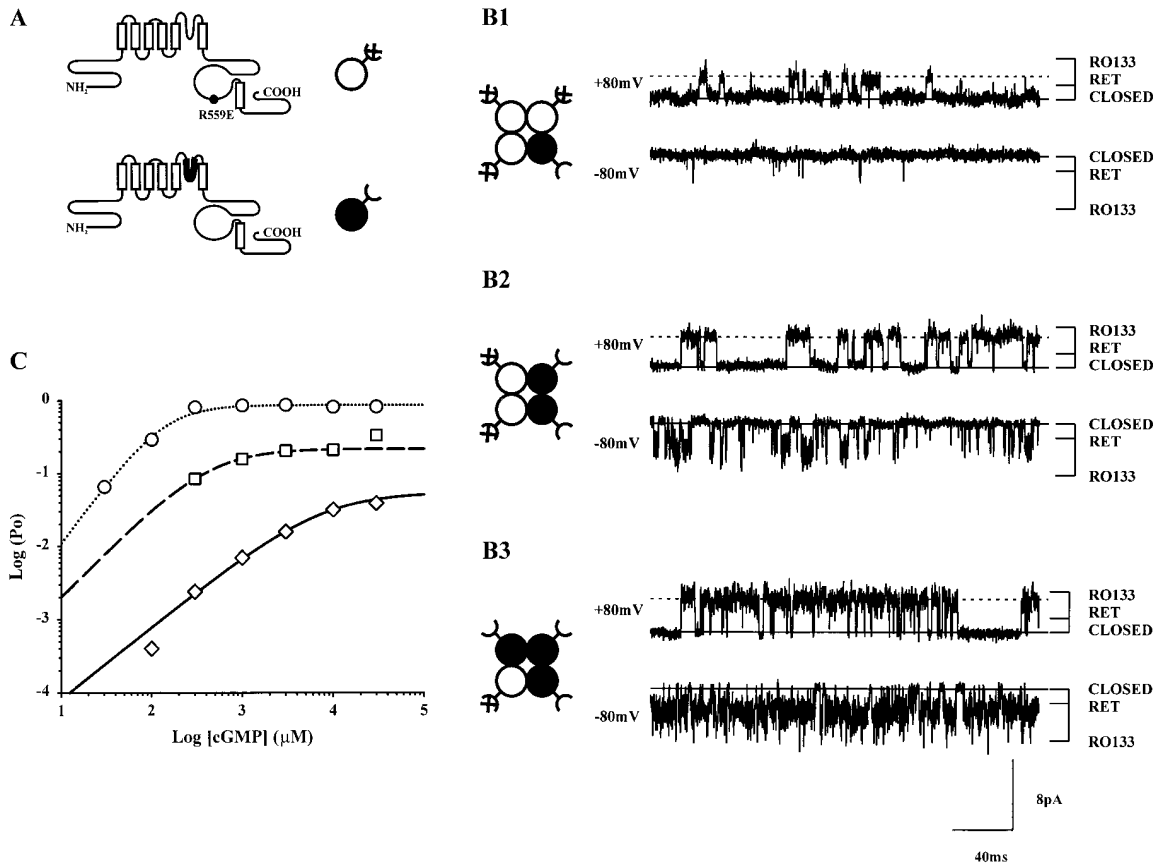 A
NH2
COOH
R559E
NH2
COOH
B1
+80mV
RO133
RET
CLOSED
-80mV
CLOSED
RET
RO133
B2
+80mV
RO133
RET
CLOSED
-80mV
CLOSED
RET
RO133
B3
+80mV
RO133
RET
CLOSED
-80mV
CLOSED
RET
RO133
8pA
40ms
C
0
-1
-2
-3
-4
Log (Po)
1 2 3 4 5
Log [cGMP] (μM)